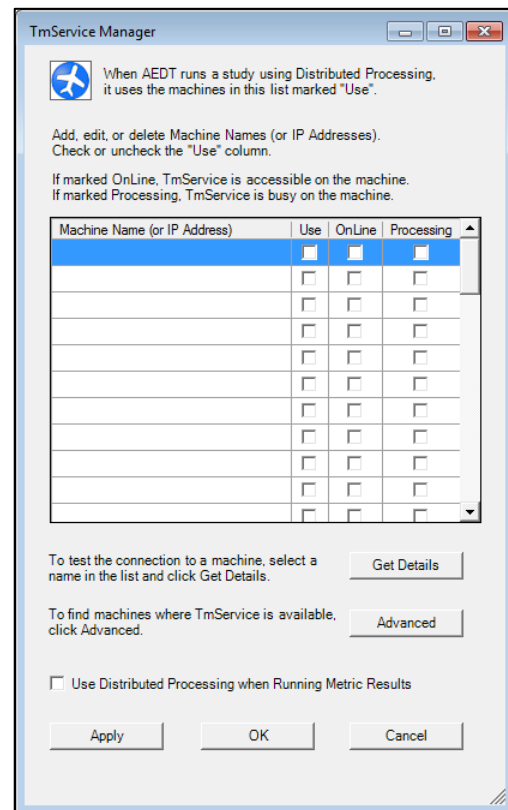 TmService Manager
When AEDT runs a study using Distributed Processing,
it uses the machines in this list marked "Use".
Add, edit, or delete Machine Names (or IP Addresses).
Check or uncheck the "Use" column.
If marked OnLine, TmService is accessible on the machine.
If marked Processing, TmService is busy on the machine.
Machine Name (or IP Address) Use OnLine Processing
To test the connection to a machine, select a
name in the list and click Get Details.
Get Details
To find machines where TmService is available,
click Advanced.
Advanced
Use Distributed Processing when Running Metric Results
Apply OK Cancel